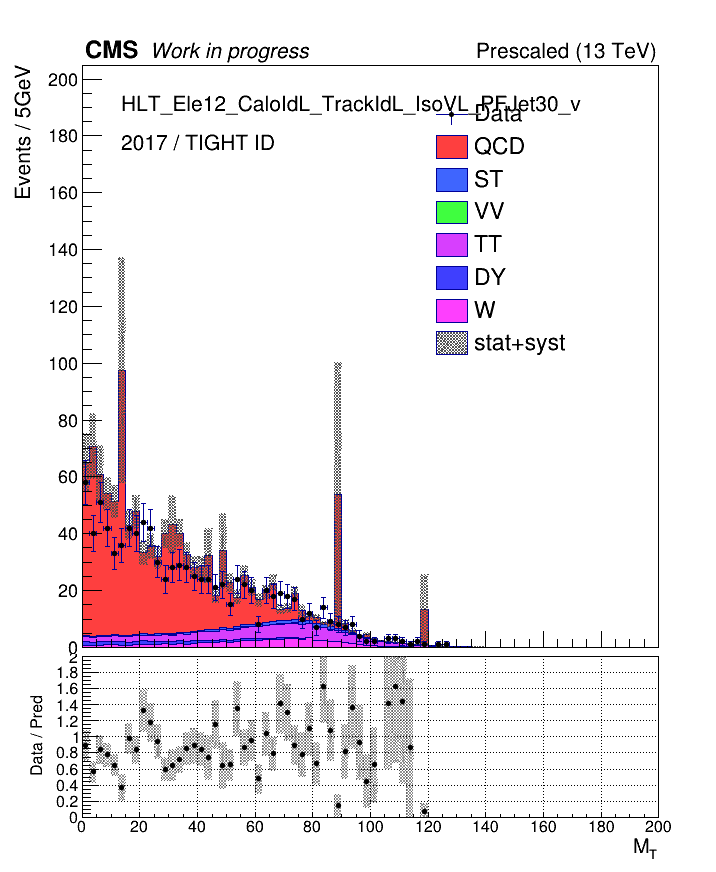 CMS Work in progress Prescaled (13 TeV)
Events / 5GeV
200
180
160
140
120
100
80
60
40
20
0
HLT_Ele12_CaloIdL_TrackIdL_IsoVL_PFJet30_v
2017 / TIGHT ID
Data
QCD
ST
VV
TT
DY
W
stat+syst
Data / Pred
2
1.8
1.6
1.4
1.2
1
0.8
0.6
0.4
0.2
0
0 20 40 60 80 100 120 140 160 180 200
M_T